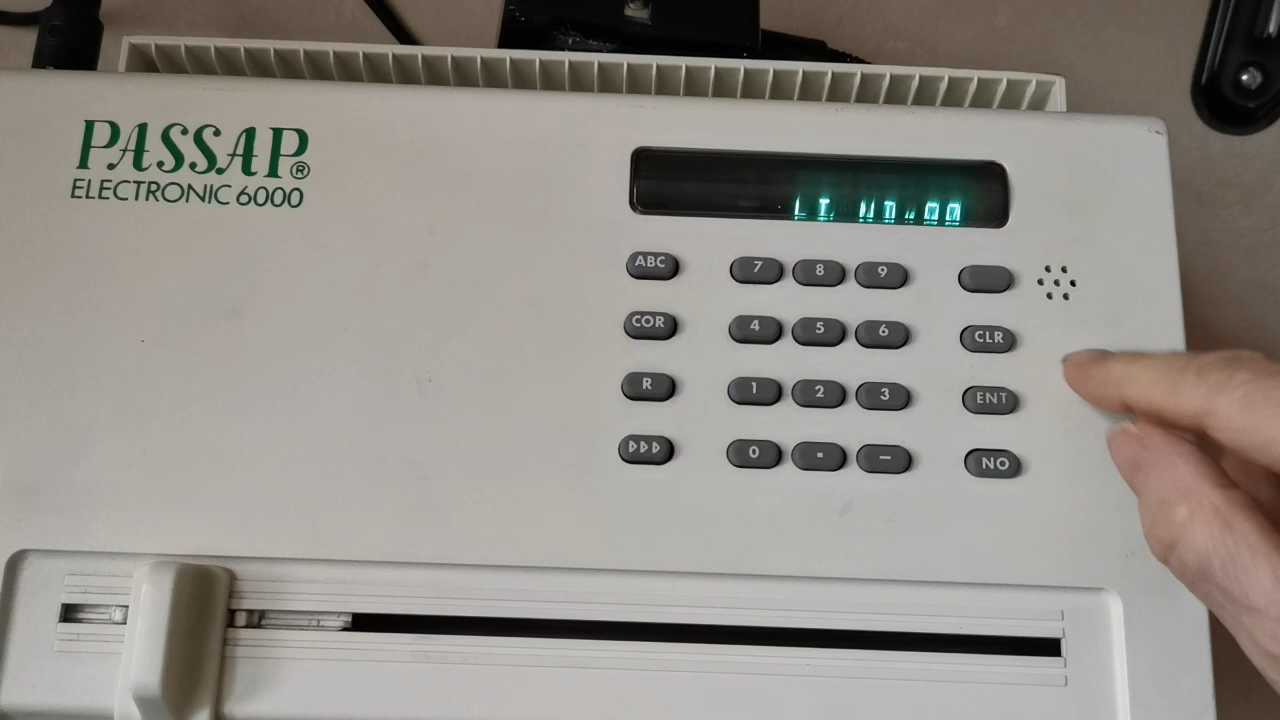 PASSAP®
ELECTRONIC 6000
ABC 7 8 9
COR 4 5 6 CLR
R 1 2 3 ENT
▷▷▷ 0 . – NO